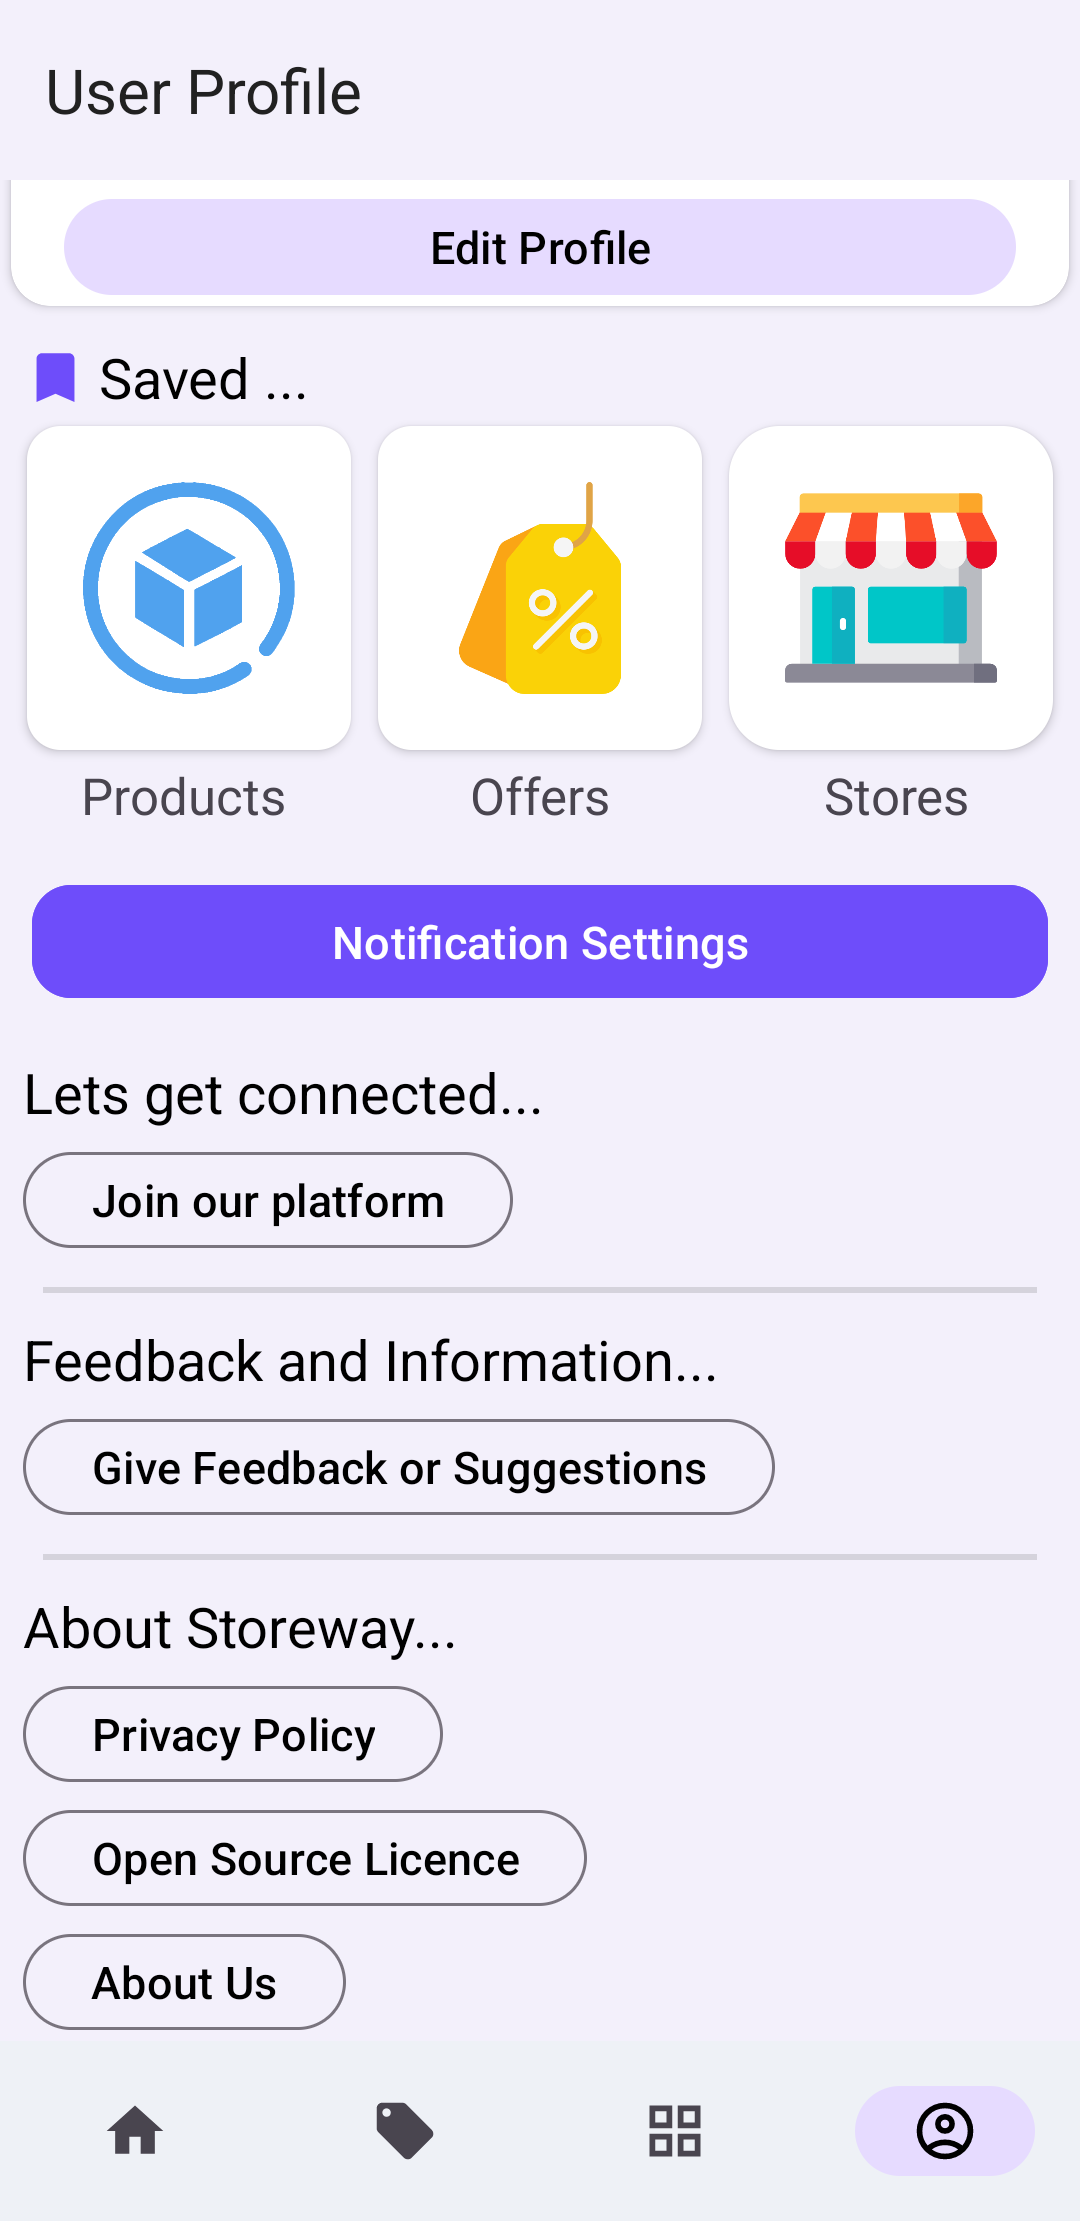 User Profile
Edit Profile
Saved ...
Products
Offers
Stores
Notification Settings
Lets get connected...
Join our platform
Feedback and Information...
Give Feedback or Suggestions
About Storeway...
Privacy Policy
Open Source Licence
About Us